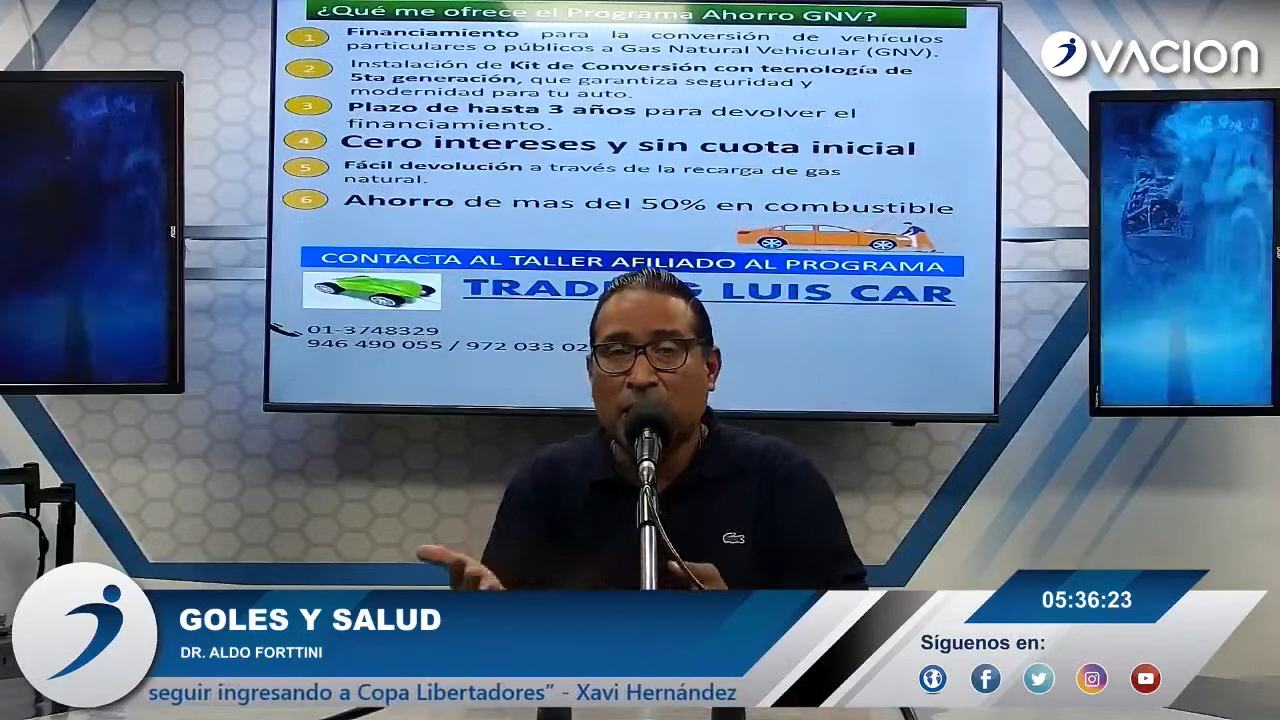 ¿Qué me ofrece el Programa Ahorro GNV?
1 Financiamiento para la conversión de vehículos
particulares o públicos a Gas Natural Vehicular (GNV).
2 Instalación de Kit de Conversión con tecnología de
5ta generación, que garantiza seguridad y
modernidad para tu auto.
3 Plazo de hasta 3 años para devolver el
financiamiento.
4 Cero intereses y sin cuota inicial
5 Fácil devolución a través de la recarga de gas
natural.
6 Ahorro de mas del 50% en combustible
CONTACTA AL TALLER AFILIADO AL PROGRAMA
LUIS CAR
01-3748329
946 490 055 / 972 033 02
OVACION
AOC
GOLES Y SALUD
DR. ALDO FORTTINI
seguir ingresando a Copa Libertadores” - Xavi Hernández
05:36:23
Síguenos en: